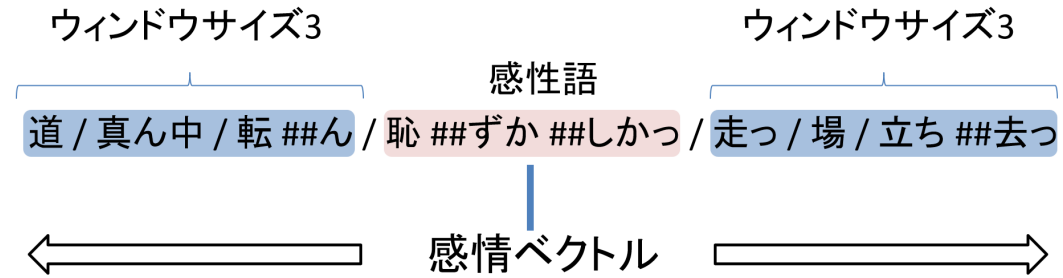 ウィンドウサイズ3 ウィンドウサイズ3
感性語
道 / 真ん中 / 転 ##ん / 恥 ##ずか ##しかっ / 走っ / 場 / 立ち ##去っ
感情ベクトル